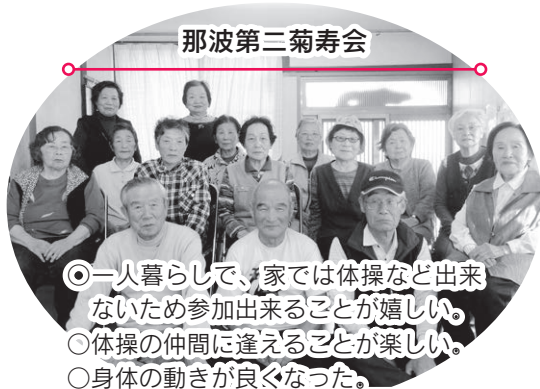 那波第二菊寿会
◎一人暮らしで、家では体操など出来
ないため参加出来ることが嬉しい。
○体操の仲間に逢えることが楽しい。
○身体の動きが良くなった。